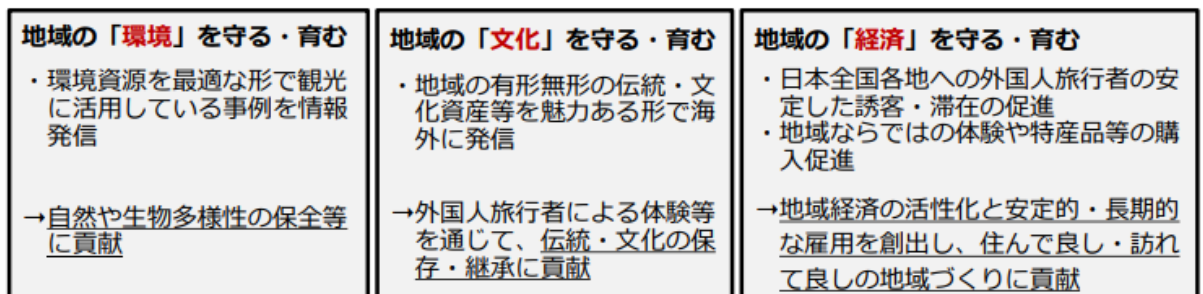 地域の「環境」を守る・育む
・環境資源を最適な形で観光
に活用している事例を情報
発信
→自然や生物多様性の保全等
に貢献
地域の「文化」を守る・育む
・地域の有形無形の伝統・文
化資産等を魅力ある形で海
外に発信
→外国人旅行者による体験等
を通じて、伝統・文化の保
存・継承に貢献
地域の「経済」を守る・育む
・日本全国各地への外国人旅行者の安
定した誘客・滞在の促進
・地域ならではの体験や特産品等の購
入促進
→地域経済の活性化と安定的・長期的
な雇用を創出し、住んで良し・訪れ
て良しの地域づくりに貢献